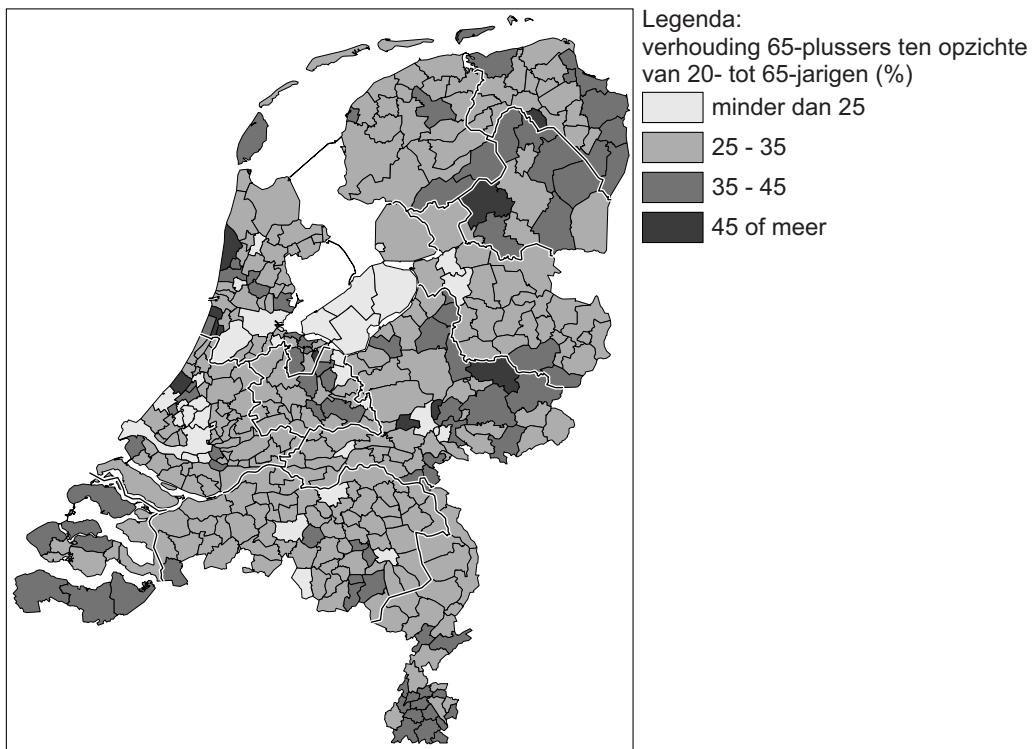 Legenda:
verhouding 65-plussers ten opzichte
van 20- tot 65-jarigen (%)
minder dan 25
25 - 35
35 - 45
45 of meer